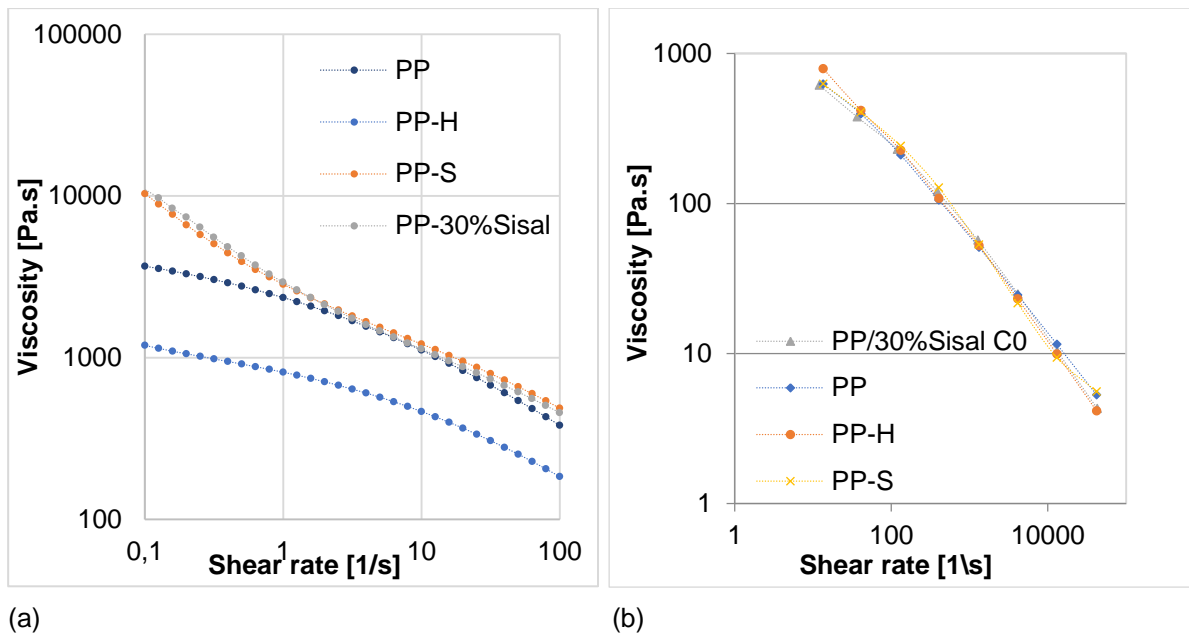 100000
10000
1000
100
Viscosity [Pa.s]
PP
PP-H
PP-S
PP-30%Sisal
0,1
1
10
100
Shear rate [1/s]
(a)
1000
100
10
1
Viscosity [Pa.s]
PP/30%Sisal C0
PP
PP-H
PP-S
1
100
10000
Shear rate [1\s]
(b)